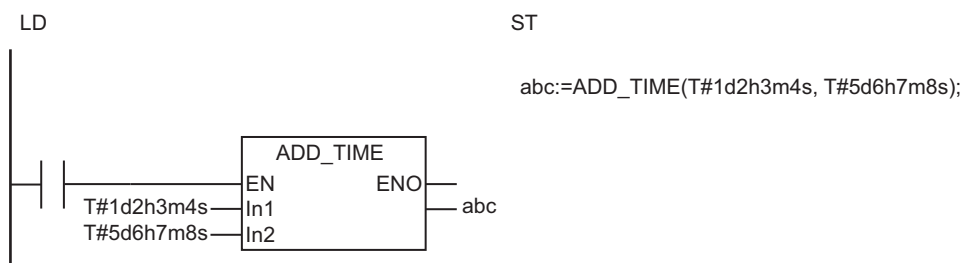 LD
ST
abc:=ADD_TIME(T#1d2h3m4s, T#5d6h7m8s);
ADD_TIME
EN ENO
T#1d2h3m4s In1 abc
T#5d6h7m8s In2